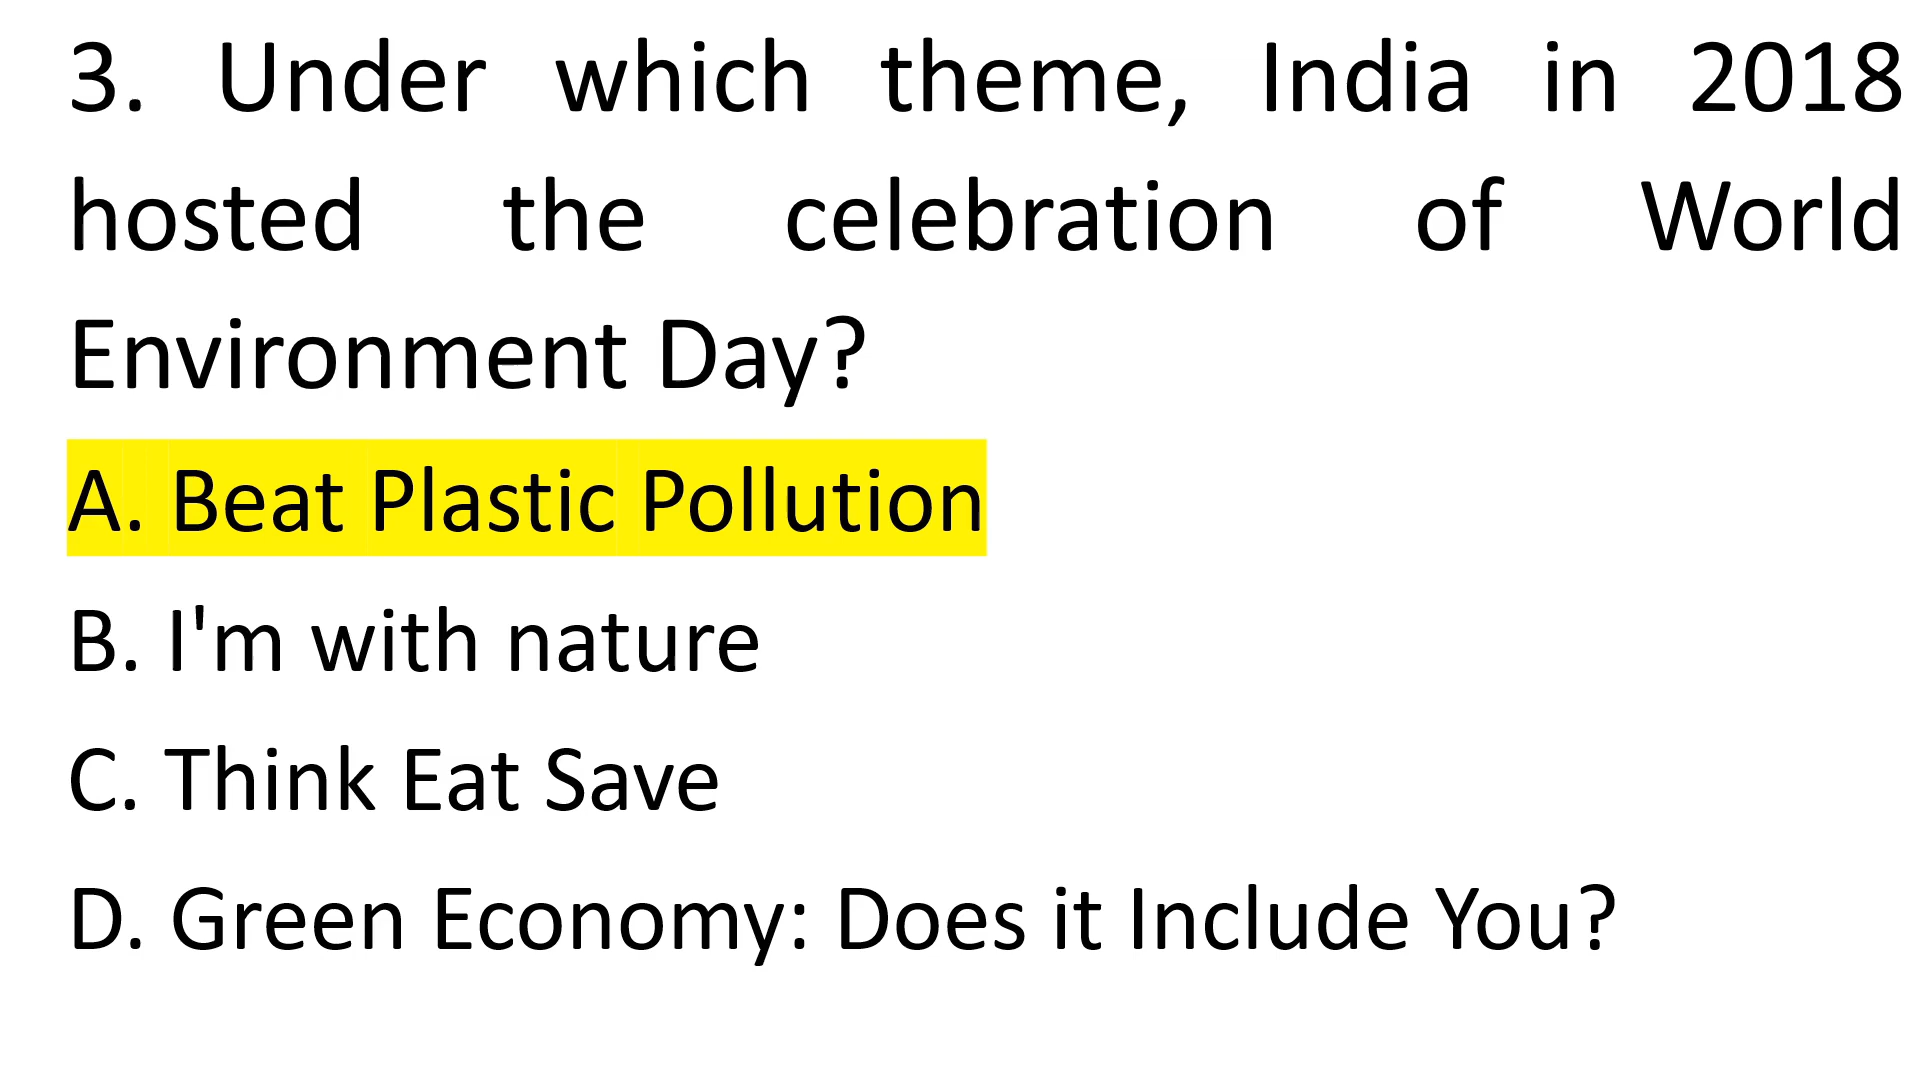 3. Under which theme, India in 2018
hosted the celebration of World
Environment Day?
A. Beat Plastic Pollution
B. I'm with nature
C. Think Eat Save
D. Green Economy: Does it Include You?